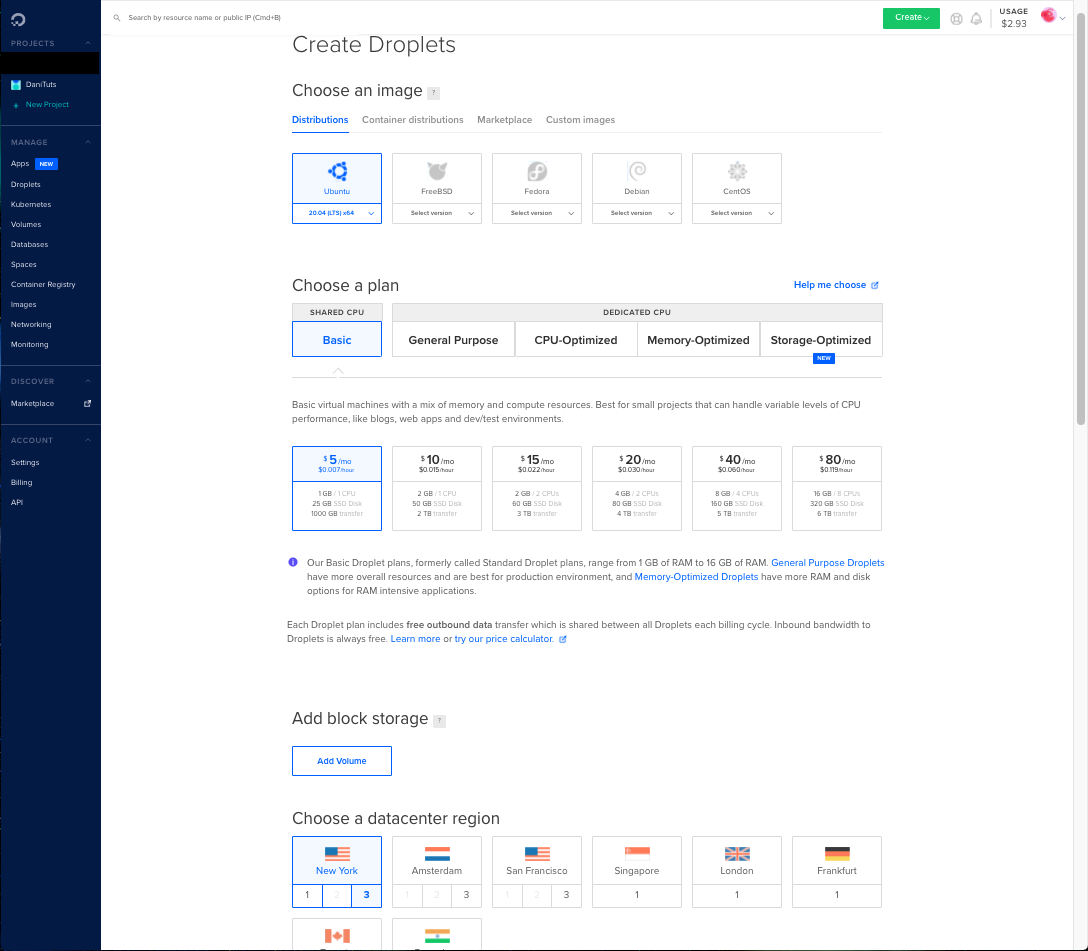 Search by resource name or public IP (Cmd+B)
Create
USAGE
$2.93
PROJECTS
DaniTuts
+ New Project
MANAGE
Apps NEW
Droplets
Kubernetes
Volumes
Databases
Spaces
Container Registry
Images
Networking
Monitoring
DISCOVER
Marketplace
ACCOUNT
Settings
Billing
API
Create Droplets
Choose an image ?
Distributions Container distributions Marketplace Custom images
Ubuntu FreeBSD Fedora Debian CentOS
20.04 (LTS) x64 Select version Select version Select version Select version
Choose a plan Help me choose
SHARED CPU DEDICATED CPU
Basic General Purpose CPU-Optimized Memory-Optimized Storage-Optimized
NEW
Basic virtual machines with a mix of memory and compute resources. Best for small projects that can handle variable levels of CPU
performance, like blogs, web apps and dev/test environments.
$ 5 /mo $ 10 /mo $ 15 /mo $ 20 /mo $ 40 /mo $ 80 /mo
$0.007/hour $0.015/hour $0.022/hour $0.030/hour $0.060/hour $0.119/hour
1 GB / 1 CPU 2 GB / 1 CPU 2 GB / 2 CPUs 4 GB / 2 CPUs 8 GB / 4 CPUs 16 GB / 8 CPUs
25 GB SSD Disk 50 GB SSD Disk 60 GB SSD Disk 80 GB SSD Disk 160 GB SSD Disk 320 GB SSD Disk
1000 GB transfer 2 TB transfer 3 TB transfer 4 TB transfer 5 TB transfer 6 TB transfer
Our Basic Droplet plans, formerly called Standard Droplet plans, range from 1 GB of RAM to 16 GB of RAM. General Purpose Droplets
have more overall resources and are best for production environment, and Memory-Optimized Droplets have more RAM and disk
options for RAM intensive applications.
Each Droplet plan includes free outbound data transfer which is shared between all Droplets each billing cycle. Inbound bandwidth to
Droplets is always free. Learn more or try our price calculator.
Add block storage ?
Add Volume
Choose a datacenter region
New York Amsterdam San Francisco Singapore London Frankfurt
1 2 3 1 2 3 1 2 3 1 1 1